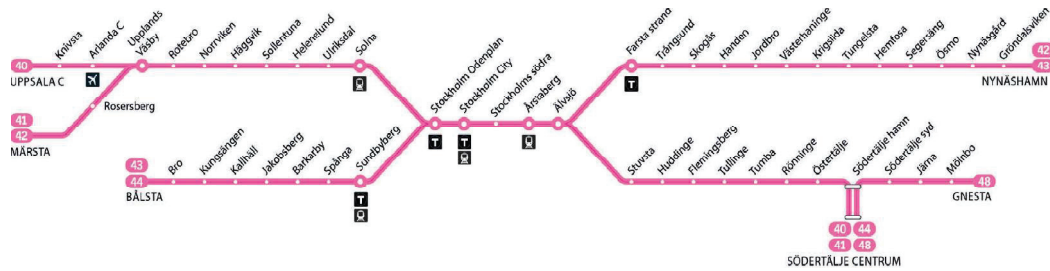 Knivsta
Arlanda C
Upplands
Väsby
Rotebro
Norrviken
Häggvik
Sollentuna
Helenelund
Ulriksdal
Solna
40
UPPSALA C
Rosersberg
41
42
MÄRSTA
43
44
BÅLSTA
Bro
Kungsängen
Kallhäll
Jakobsberg
Barkarby
Spånga
Sundbyberg
T
Stockholm Odenplan
T
Stockholm City
T
Stockholms södra
Årstaberg
Älvsjö
Farsta strand
T
Trångsund
Skogås
Handen
Jordbro
Västerhaninge
Krigslida
Tungelsta
Hemfosa
Segersäng
Ösmo
Nynäsgård
Gröndalsviken
42
43
NYNÄSHAMN
Stuvsta
Huddinge
Flemingsberg
Tullinge
Tumba
Rönninge
Östertälje
Södertälje hamn
Södertälje syd
Järna
Mölnbo
48
GNESTA
40 44
41 48
SÖDERTÄLJE CENTRUM